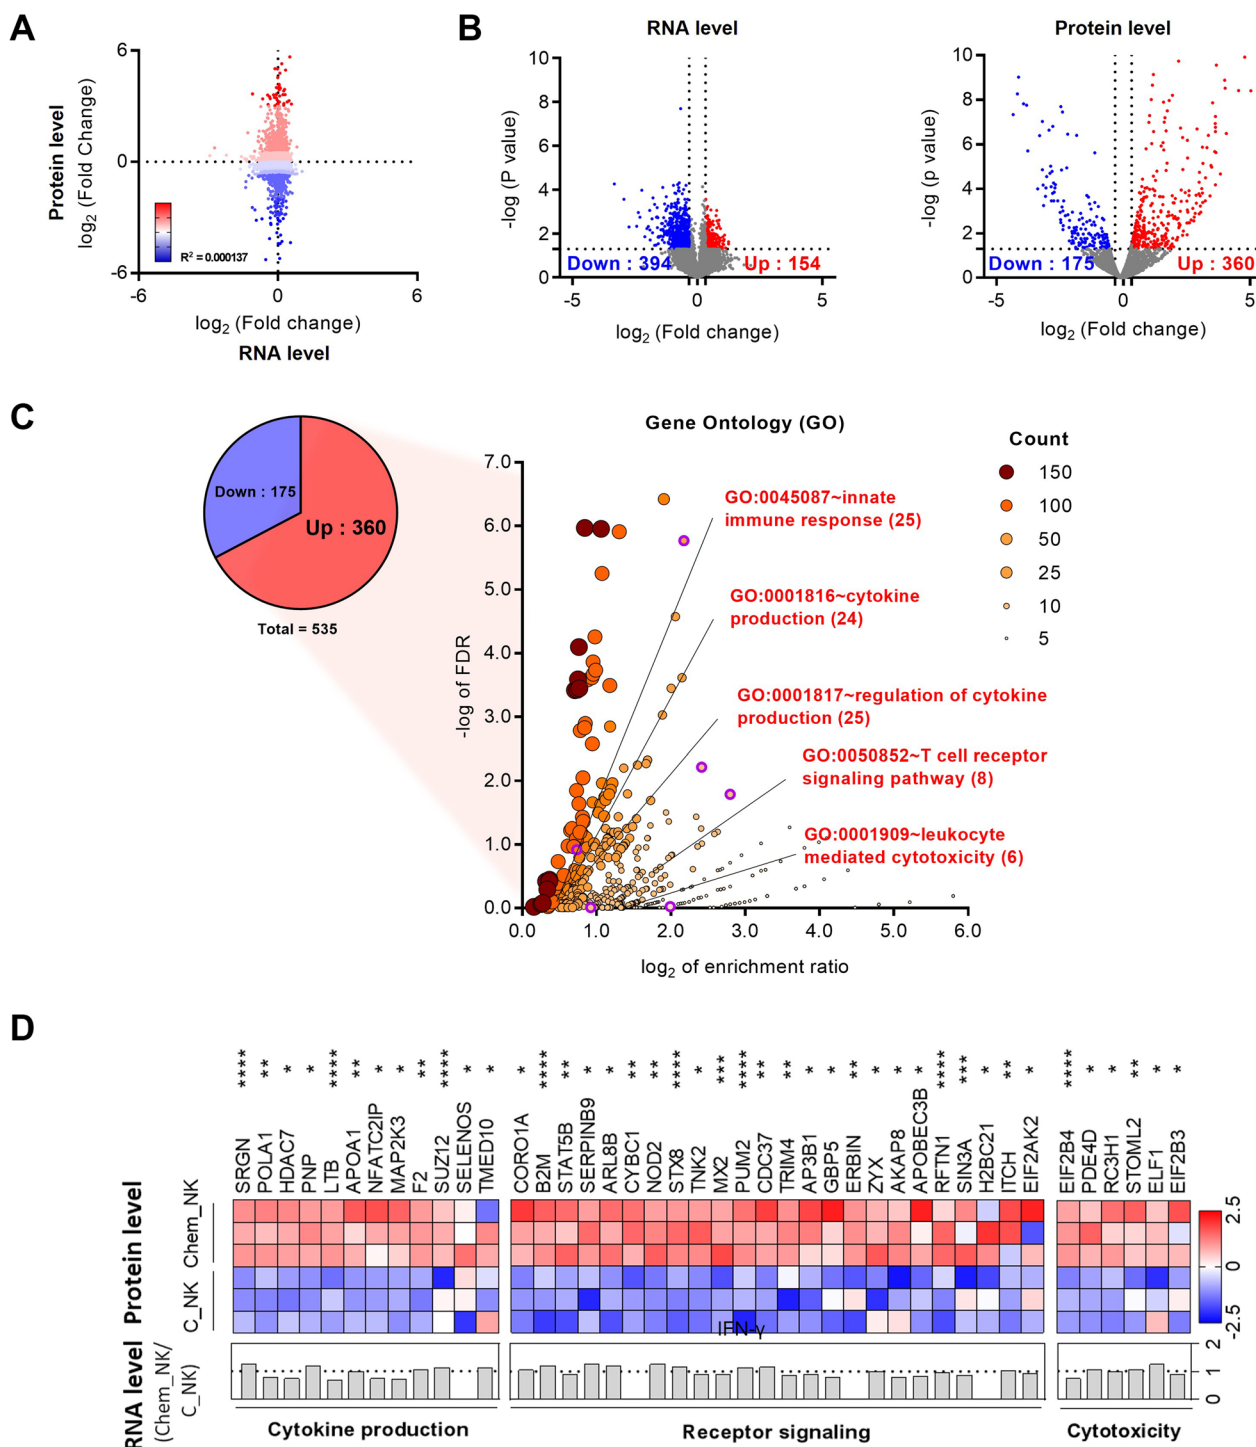 A
6
0
-6
-6
0
6
Protein level
log2 (Fold Change)
R2 = 0.000137
log2 (Fold change)
RNA level
B
RNA level
10
8
6
4
2
0
-log (P value)
Down : 394
Up : 154
-5
0
5
log2 (Fold change)
Protein level
10
8
6
4
2
0
-log (p value)
Down : 175
Up : 360
-5
0
5
log2 (Fold change)
C
Down : 175
Up : 360
Total = 535
Gene Ontology (GO)
7.0
6.0
5.0
4.0
3.0
2.0
1.0
0.0
-log of FDR
0.0
1.0
2.0
3.0
4.0
5.0
6.0
log2 of enrichment ratio
GO:0045087~innate
immune response (25)
GO:0001816~cytokine
production (24)
GO:0001817~regulation of cytokine
production (25)
GO:0050852~T cell receptor
signaling pathway (8)
GO:0001909~leukocyte
mediated cytotoxicity (6)
Count
150
100
50
25
10
5
D
**** ** * * **** ** * * ** **** * *
* **** ** * * ** ** **** * *** **** ** ** * * ** * * * **** *** * ** *
**** * * ** * *
SRGN POLA1 HDAC7 PNP LTB APOA1 NFATC2IP MAP2K3 F2 SUZ12 SELENOS TMED10
CORO1A B2M STAT5B SERPINB9 ARL8B CYBC1 NOD2 STX8 TNK2 MX2 PUM2 CDC37 TRIM4 AP3B1 GBP5 ERBIN ZYX AKAP8 APOBEC3B RFTN1 SIN3A H2BC21 ITCH EIF2AK2
EIF2B4 PDE4D RC3H1 STOML2 ELF1 EIF2B3
Protein level
Chem_NK
C_NK
2.5
0
-2.5
IFN-γ
RNA level
(Chem_NK/
C_NK)
2
1
0
Cytokine production
Receptor signaling
Cytotoxicity